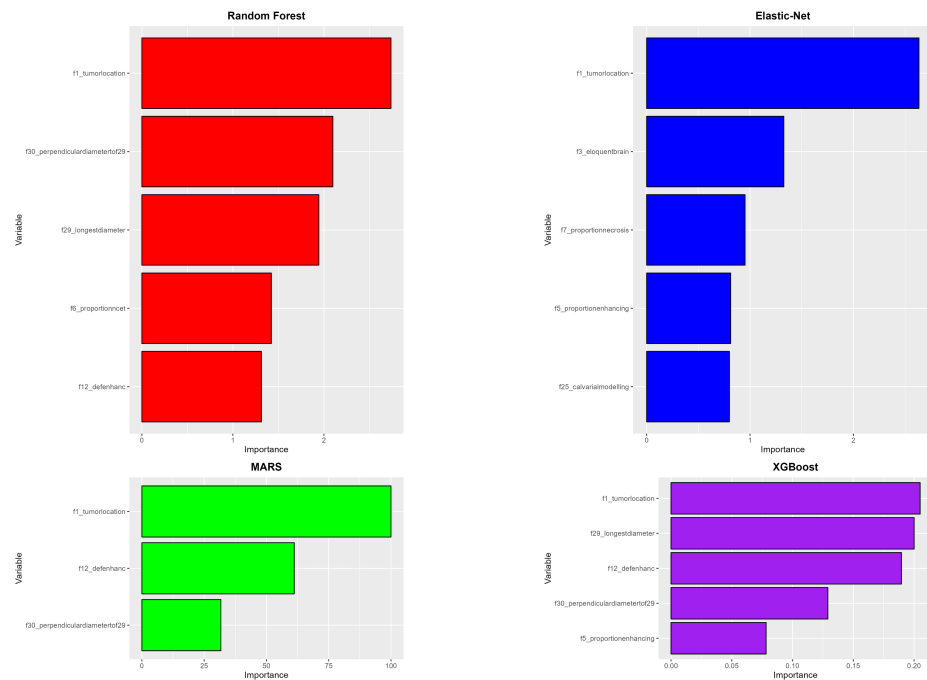 Random Forest
Variable
f1_tumorlocation
f30_perpendiculardiametertof29
f29_longestdiameter
f6_proportionncet
f12_defenhanc
0 1 2
Importance
Elastic-Net
Variable
f1_tumorlocation
f3_eloquentbrain
f7_proportionnecrosis
f5_proportionenhancing
f25_calvarialmodelling
0 1 2
Importance
MARS
Variable
f1_tumorlocation
f12_defenhanc
f30_perpendiculardiametertof29
0 25 50 75 100
Importance
XGBoost
Variable
f1_tumorlocation
f29_longestdiameter
f12_defenhanc
f30_perpendiculardiametertof29
f5_proportionenhancing
0.00 0.05 0.10 0.15 0.20
Importance